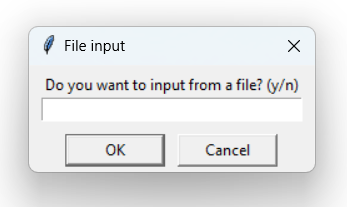 File input
Do you want to input from a file? (y/n)
OK
Cancel